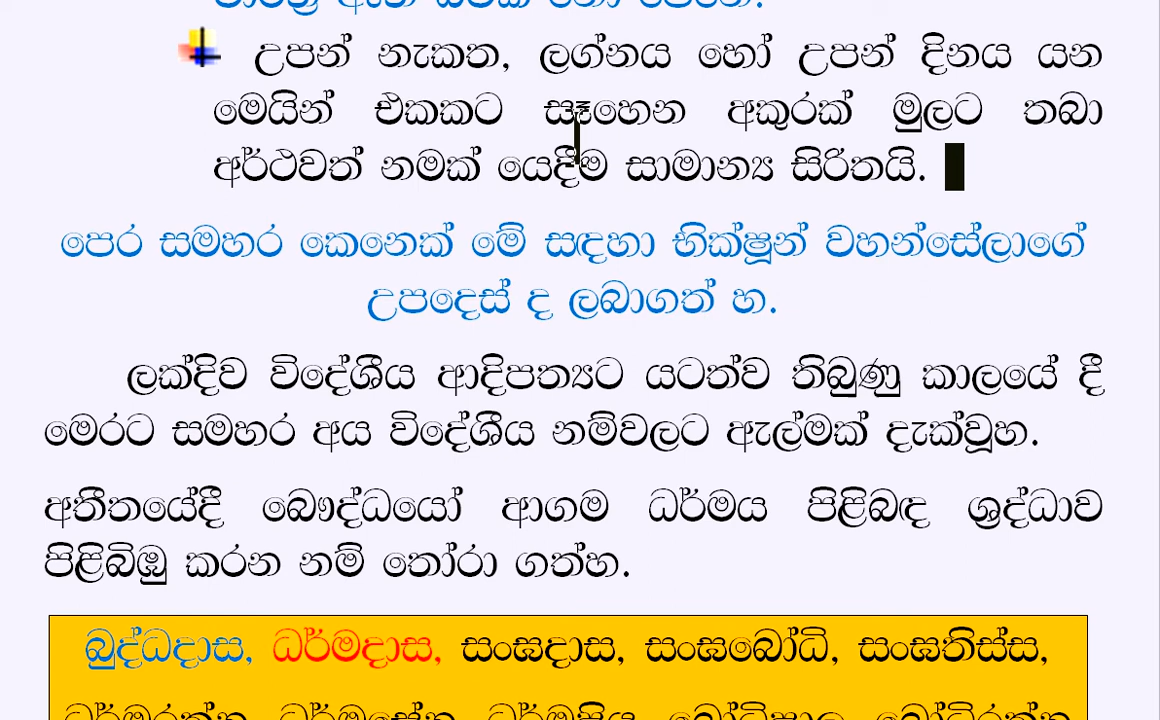 උපන් නැකත, ලග්නය හෝ උපන් දිනය යන
මෙයින් එකකට සෑහෙන අකුරක් මුලට තබා
අර්ථවත් නමක් යෙදීම සාමාන්‍ය සිරිතයි.
පෙර සමහර කෙනෙක් මේ සඳහා භික්ෂූන් වහන්සේලාගේ
උපදෙස් ද ලබාගත් හ.
ලක්දිව විදේශීය ආදිපත්‍යට යටත්ව තිබුණු කාලයේ දී
මෙරට සමහර අය විදේශීය නම්වලට ඇල්මක් දැක්වූහ.
අතීතයේදී බෞද්ධයෝ ආගම ධර්මය පිළිබඳ ශ්‍රද්ධාව
පිළිබිඹු කරන නම් තෝරා ගත්හ.
බුද්ධදාස, ධර්මදාස, සංඝදාස, සංඝබෝධි, සංඝතිස්ස,